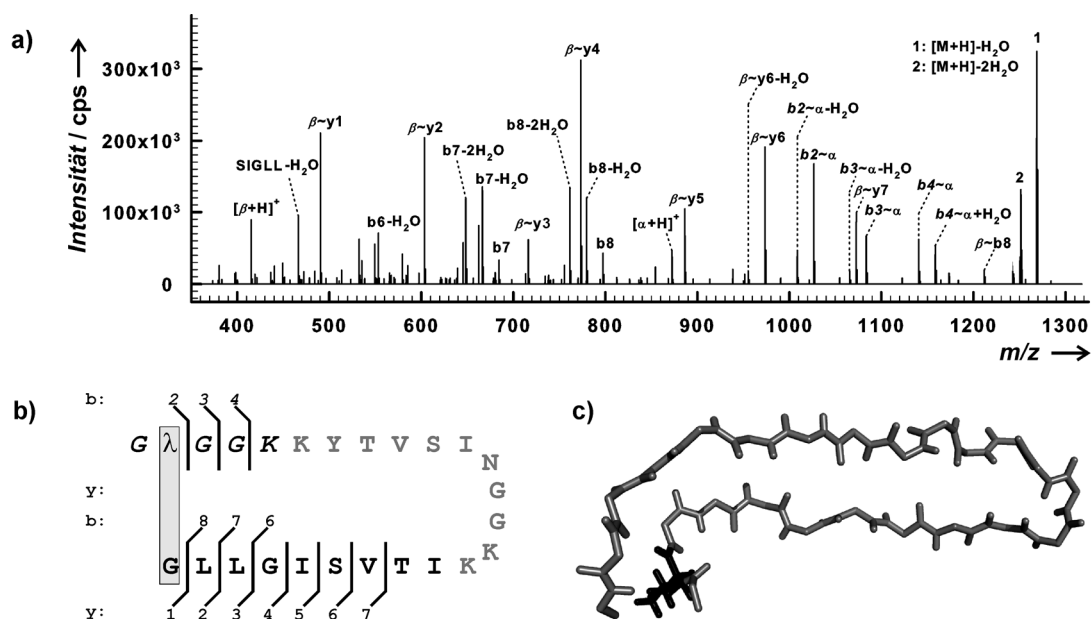 a)
Intensität / cps
300x10³
200x10³
100x10³
0
400 500 600 700 800 900 1000 1100 1200 1300
m/z
1: [M+H]-H₂O
2: [M+H]-2H₂O
[β+H]⁺
SIGLL-H₂O
β~y1
b6-H₂O
β~y2
b7-2H₂O
b7-H₂O
b7
β~y3
b8-2H₂O
β~y4
b8-H₂O
b8
[α+H]⁺
β~y5
β~y6-H₂O
β~y6
b2~α-H₂O
b2~α
b3~α-H₂O
β~y7
b3~α
b4~α
b4~α+H₂O
β~b8
2
1
b)
b: 2 3 4
G λ G G K K Y T V S I
N
y: G
b: G
8 7 6
K
G L L G I S V T I K
y: 1 2 3 4 5 6 7
c)